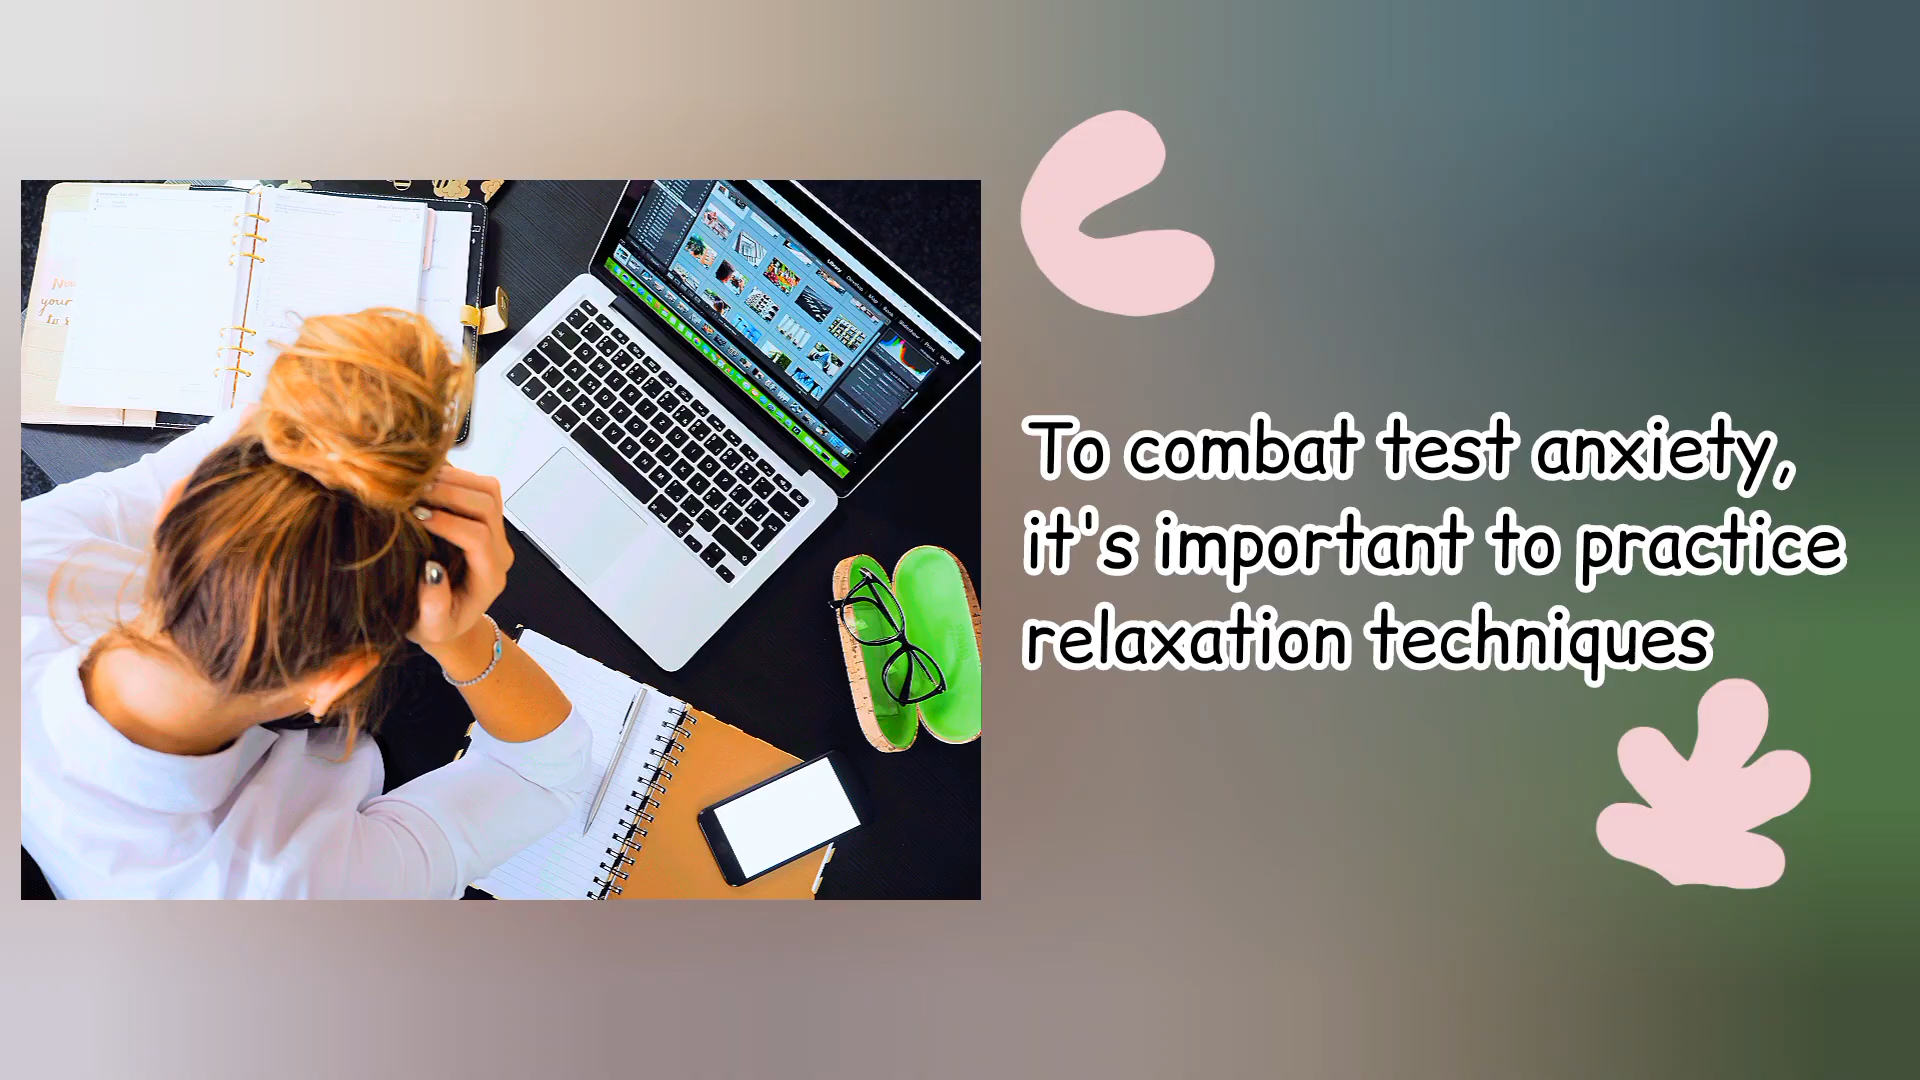 To combat test anxiety,
it's important to practice
relaxation techniques